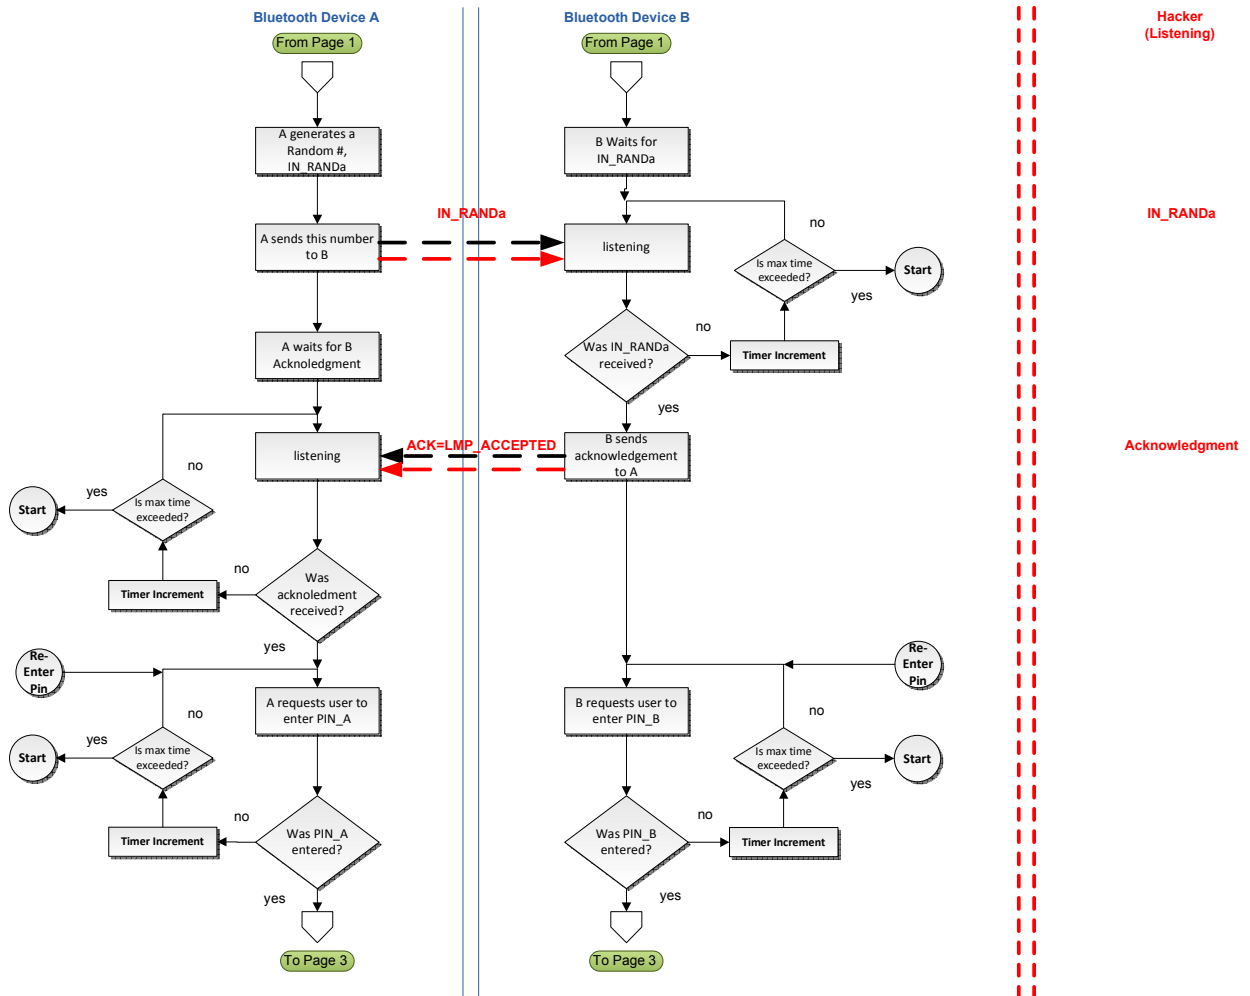 Bluetooth Device A
Bluetooth Device B
Hacker
(Listening)
From Page 1
From Page 1
A generates a
Random #,
IN_RANDa
B Waits for
IN_RANDa
IN_RANDa
no
IN_RANDa
A sends this number
to B
listening
Is max time
exceeded?
Start
yes
no
A waits for B
Acknoledgment
Was IN_RANDa
received?
Timer Increment
yes
ACK=LMP_ACCEPTED
B sends
acknowledgement
to A
Acknowledgment
listening
no
yes
Start
Is max time
exceeded?
no
Was
acknoledment
received?
Timer Increment
yes
Re-
Enter
Pin
Re-
Enter
Pin
A requests user to
enter PIN_A
B requests user to
enter PIN_B
no
no
yes
Start
Is max time
exceeded?
Is max time
exceeded?
Start
yes
no
no
Timer Increment
Was PIN_A
entered?
Was PIN_B
entered?
Timer Increment
yes
yes
To Page 3
To Page 3